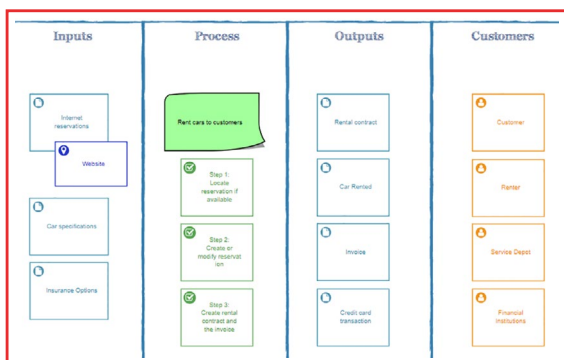 Inputs
Process
Outputs
Customers
Internet
reservations
Website
Car specifications
Insurance Options
Rent cars to customers
Step 1:
Locate
reservation if
available
Step 2:
Create or
modify reservat
ion
Step 3:
Create rental
contract and
the invoice
Rental contract
Car Rented
Invoice
Credit card
transaction
Customer
Renter
Service Depot
Financial
institutions